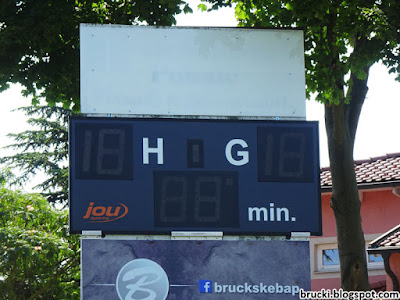 H G
jou
min.
B
f bruckskebap
brucki.blogspot.com